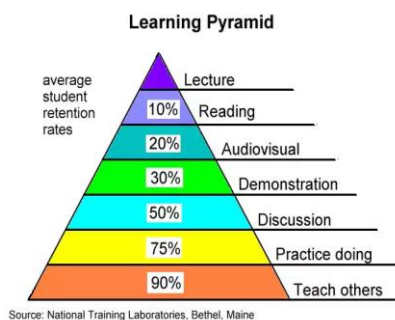 Learning Pyramid
average
student
retention
rates
Lecture
10%
Reading
20%
Audiovisual
30%
Demonstration
50%
Discussion
75%
Practice doing
90%
Teach others
Source: National Training Laboratories, Bethel, Maine